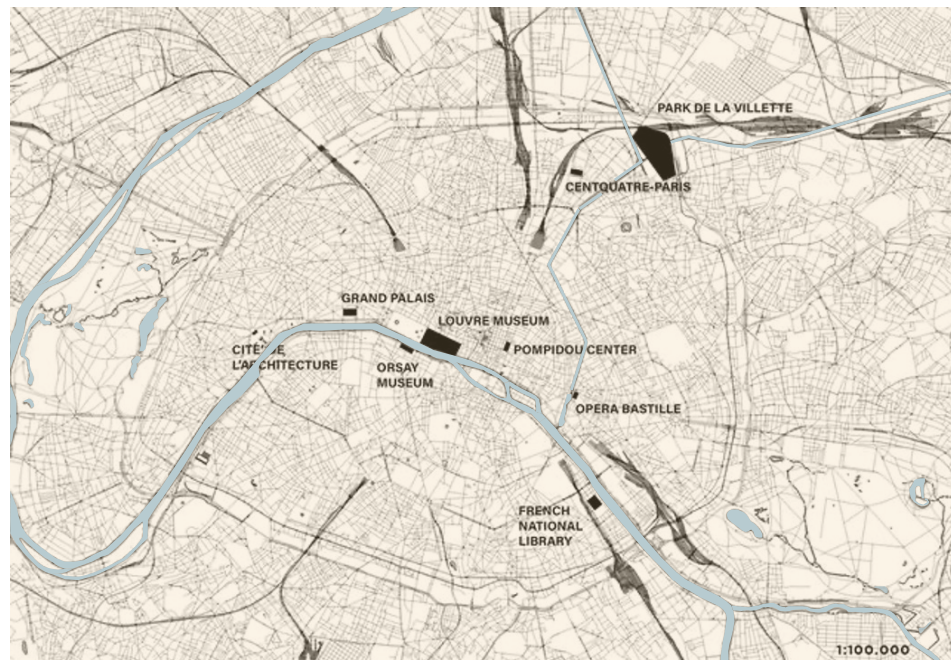 PARK DE LA VILLETTE
CENTQUATRE-PARIS
GRAND PALAIS
LOUVRE MUSEUM
CITÉ DE
L'ARCHITECTURE
ORSAY
MUSEUM
POMPIDOU CENTER
OPERA BASTILLE
FRENCH
NATIONAL
LIBRARY
1:100.000